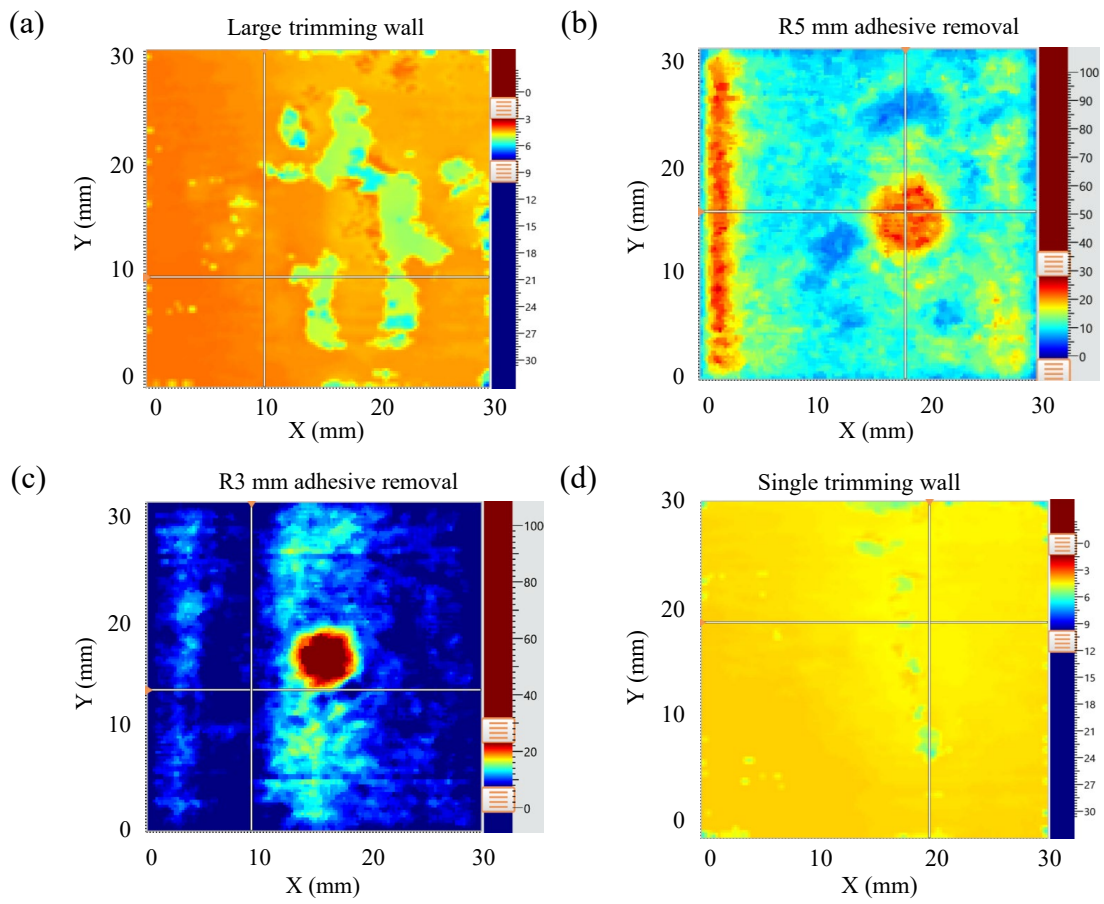 (a)
Large trimming wall
30
20
10
0
Y (mm)
0 10 20 30
X (mm)
0
3
6
9
12
15
18
21
24
27
30
(b)
R5 mm adhesive removal
30
20
10
0
Y (mm)
0 10 20 30
X (mm)
100
90
80
70
60
50
40
30
20
10
0
(c)
R3 mm adhesive removal
30
20
10
0
Y (mm)
0 10 20 30
X (mm)
100
80
60
40
20
0
(d)
Single trimming wall
30
20
10
0
Y (mm)
0 10 20 30
X (mm)
0
3
6
9
12
15
18
21
24
27
30